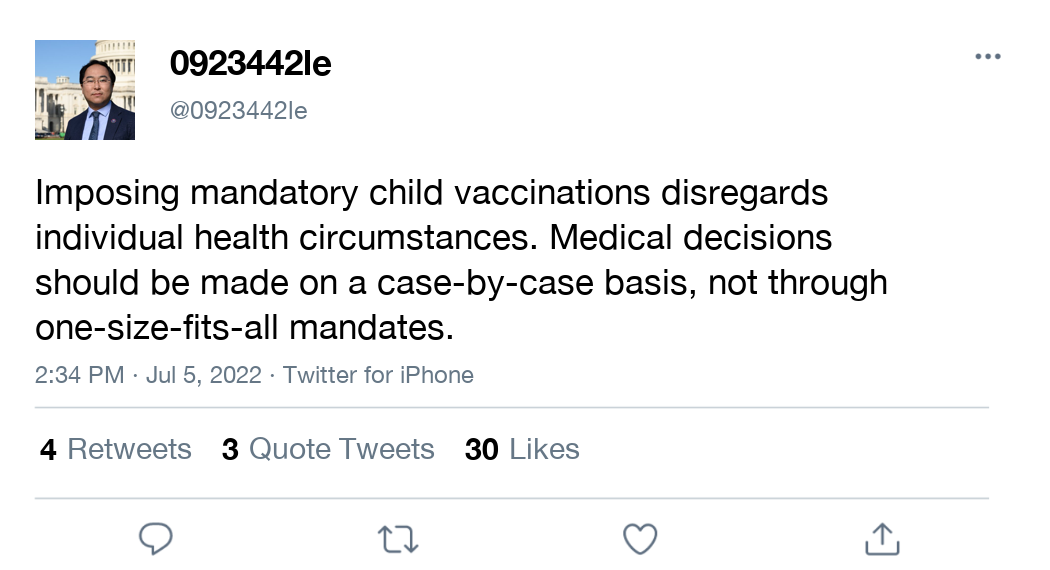 0923442le
@0923442le
Imposing mandatory child vaccinations disregards
individual health circumstances. Medical decisions
should be made on a case-by-case basis, not through
one-size-fits-all mandates.
2:34 PM · Jul 5, 2022 · Twitter for iPhone
4 Retweets 3 Quote Tweets 30 Likes